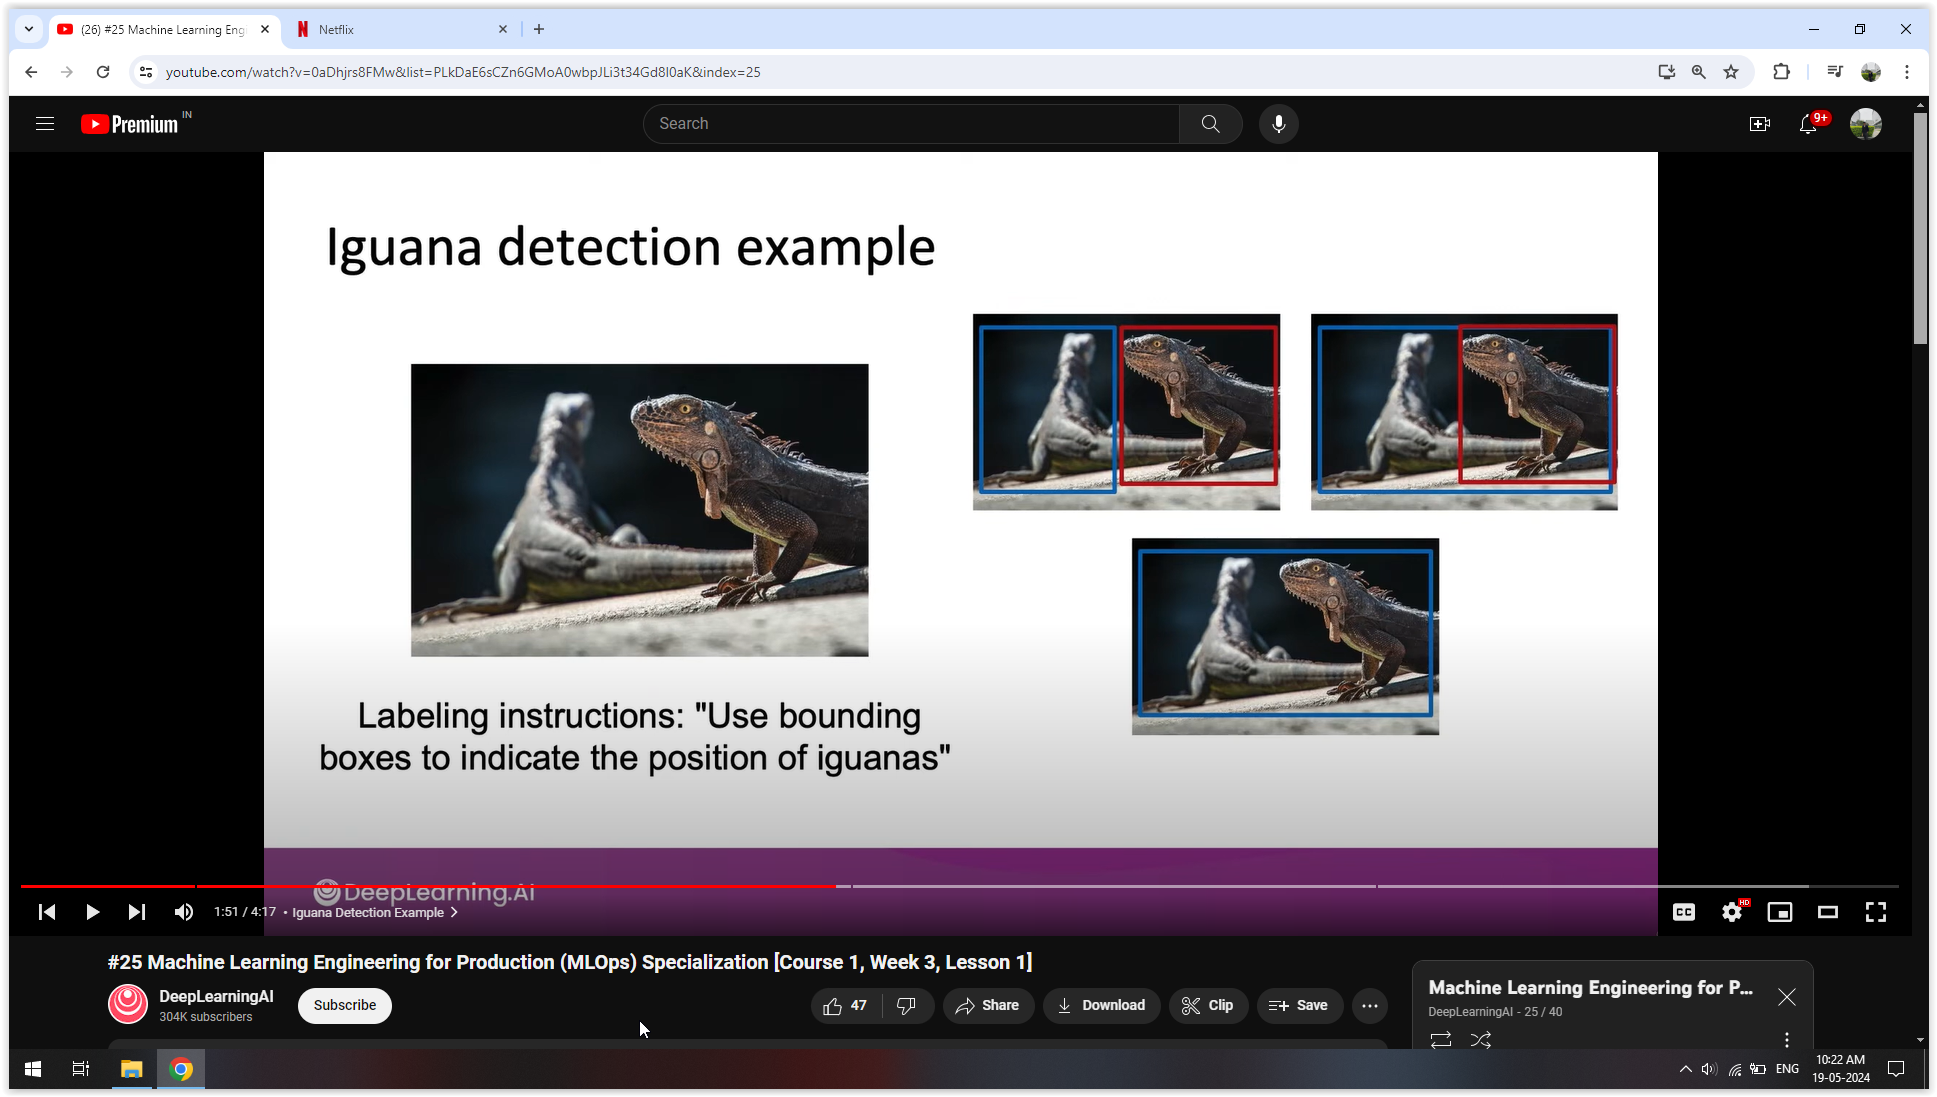 (26) #25 Machine Learning Eng
Netflix
youtube.com/watch?v=0aDhjrs8FMw&list=PLkDaE6sCZn6GMoA0wbpJLi3t34Gd8l0aK&index=25
Premium IN
Search
9+
Iguana detection example
Labeling instructions: "Use bounding
boxes to indicate the position of iguanas"
DeepLearning.AI
1:51 / 4:17 • Iguana Detection Example
CC
HD
#25 Machine Learning Engineering for Production (MLOps) Specialization [Course 1, Week 3, Lesson 1]
DeepLearningAI
304K subscribers
Subscribe
47
Share
Download
Clip
Save
Machine Learning Engineering for P...
DeepLearningAI - 25 / 40
ENG
10:22 AM
19-05-2024